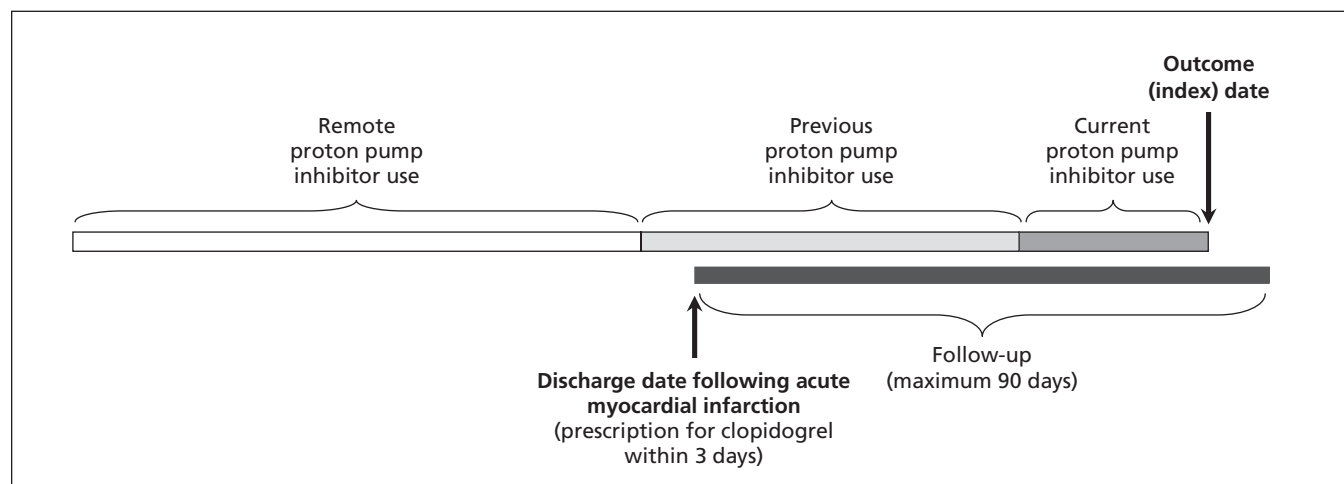 Outcome
(index) date
Remote
proton pump
inhibitor use
Previous
proton pump
inhibitor use
Current
proton pump
inhibitor use
Discharge date following acute
myocardial infarction
(prescription for clopidogrel
within 3 days)
Follow-up
(maximum 90 days)